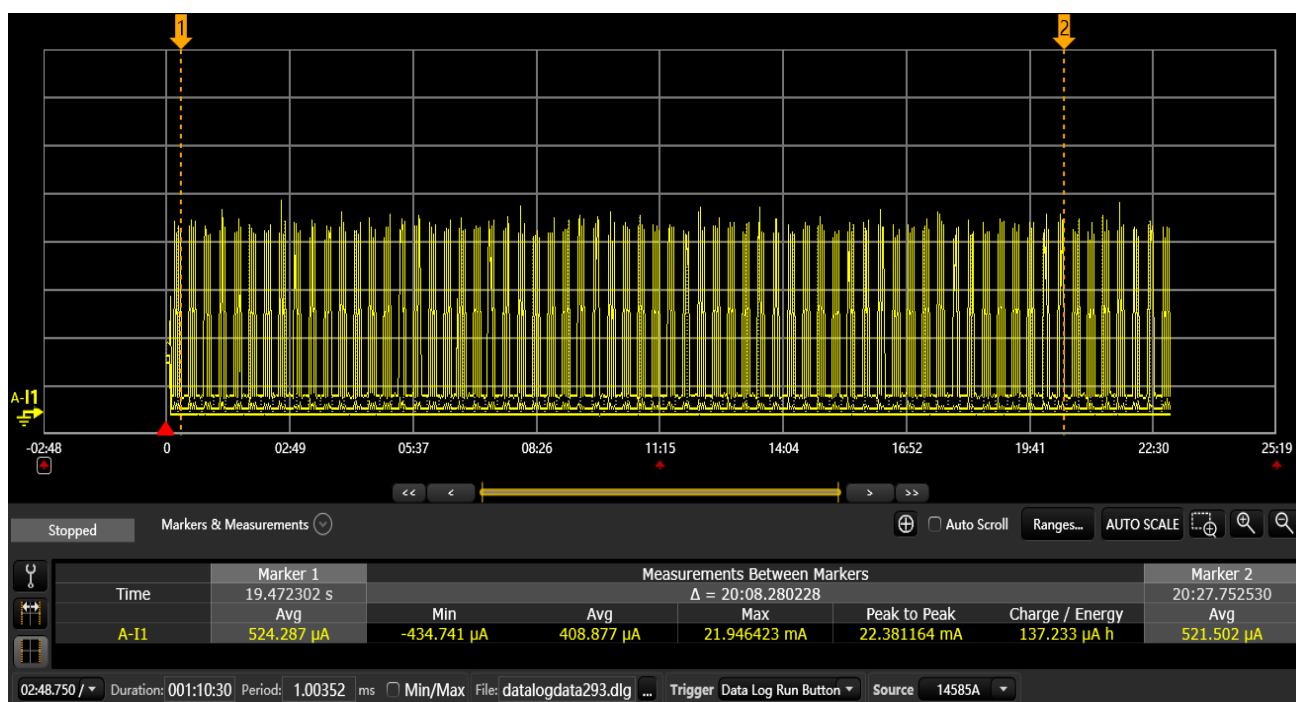 1 2
A-I1
-02:48 0 02:49 05:37 08:26 11:15 14:04 16:52 19:41 22:30 25:19
<< < > >>
Stopped Markers & Measurements Auto Scroll Ranges... AUTO SCALE
Marker 1 Measurements Between Markers Marker 2
Time 19.472302 s Δ = 20:08.280228 20:27.752530
Avg Min Avg Max Peak to Peak Charge / Energy Avg
A-I1 524.287 µA -434.741 µA 408.877 µA 21.946423 mA 22.381164 mA 137.233 µA h 521.502 µA
02:48.750 / Duration: 001:10:30 Period: 1.00352 ms Min/Max File: datalogdata293.dlg ... Trigger Data Log Run Button Source 14585A